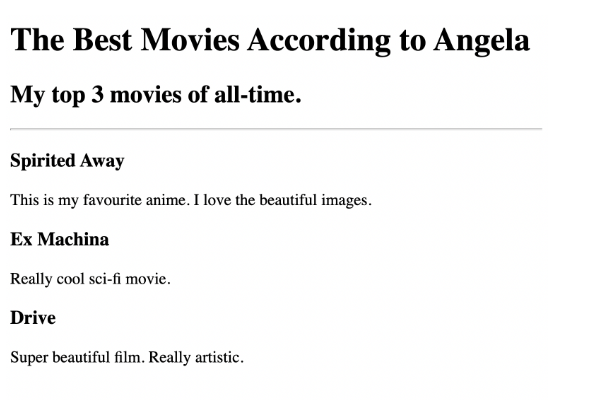 The Best Movies According to Angela
My top 3 movies of all-time.
Spirited Away
This is my favourite anime. I love the beautiful images.
Ex Machina
Really cool sci-fi movie.
Drive
Super beautiful film. Really artistic.